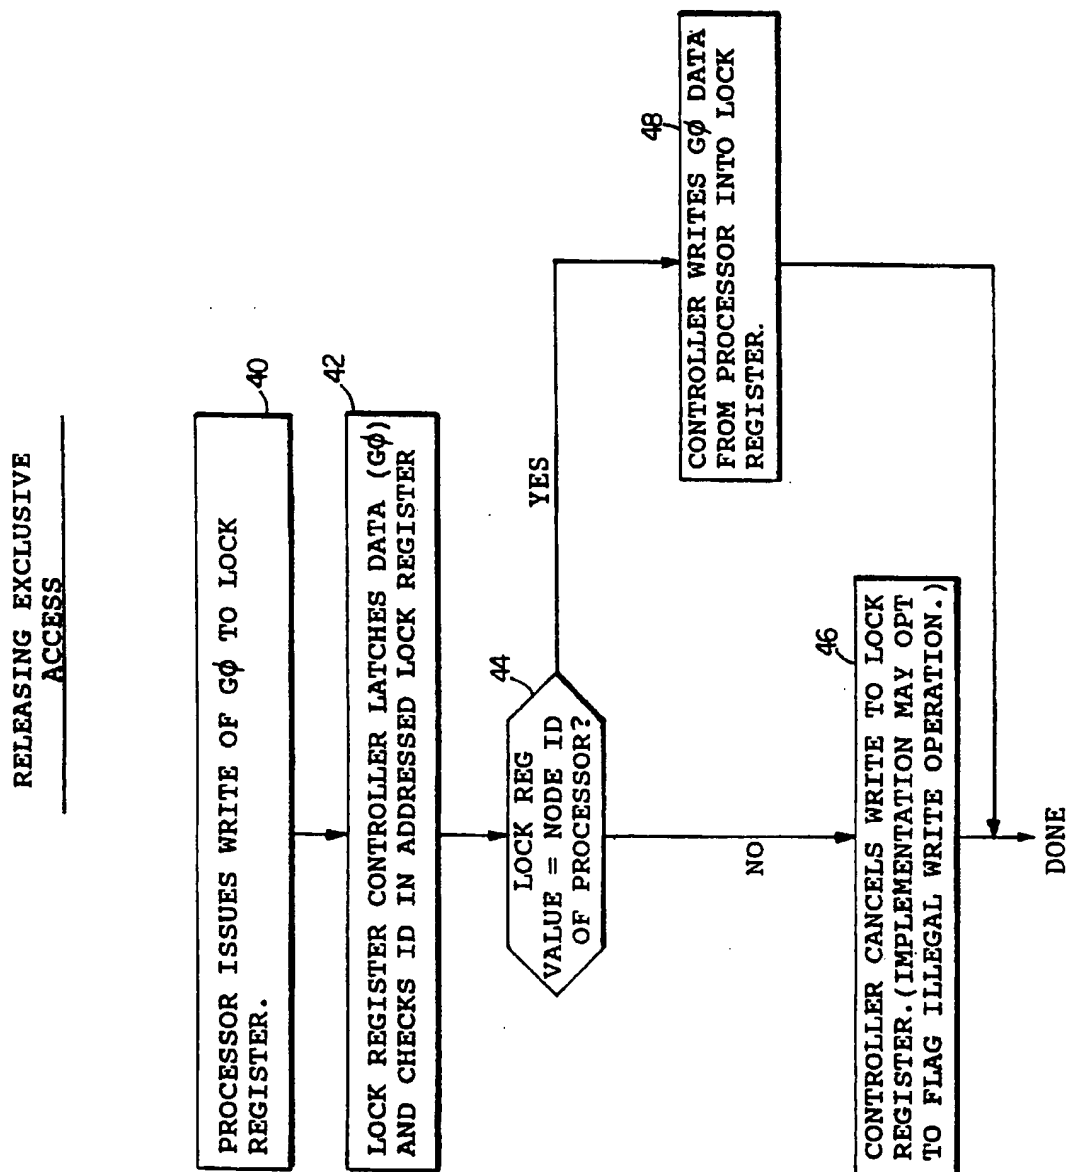 RELEASING EXCLUSIVE
ACCESS
40
PROCESSOR ISSUES WRITE OF Gϕ TO LOCK
REGISTER.
42
LOCK REGISTER CONTROLLER LATCHES DATA (Gϕ)
AND CHECKS ID IN ADDRESSED LOCK REGISTER
44
LOCK REG
VALUE = NODE ID
OF PROCESSOR?
YES
NO
48
CONTROLLER WRITES Gϕ DATA
FROM PROCESSOR INTO LOCK
REGISTER.
46
CONTROLLER CANCELS WRITE TO LOCK
REGISTER.(IMPLEMENTATION MAY OPT
TO FLAG ILLEGAL WRITE OPERATION.)
DONE